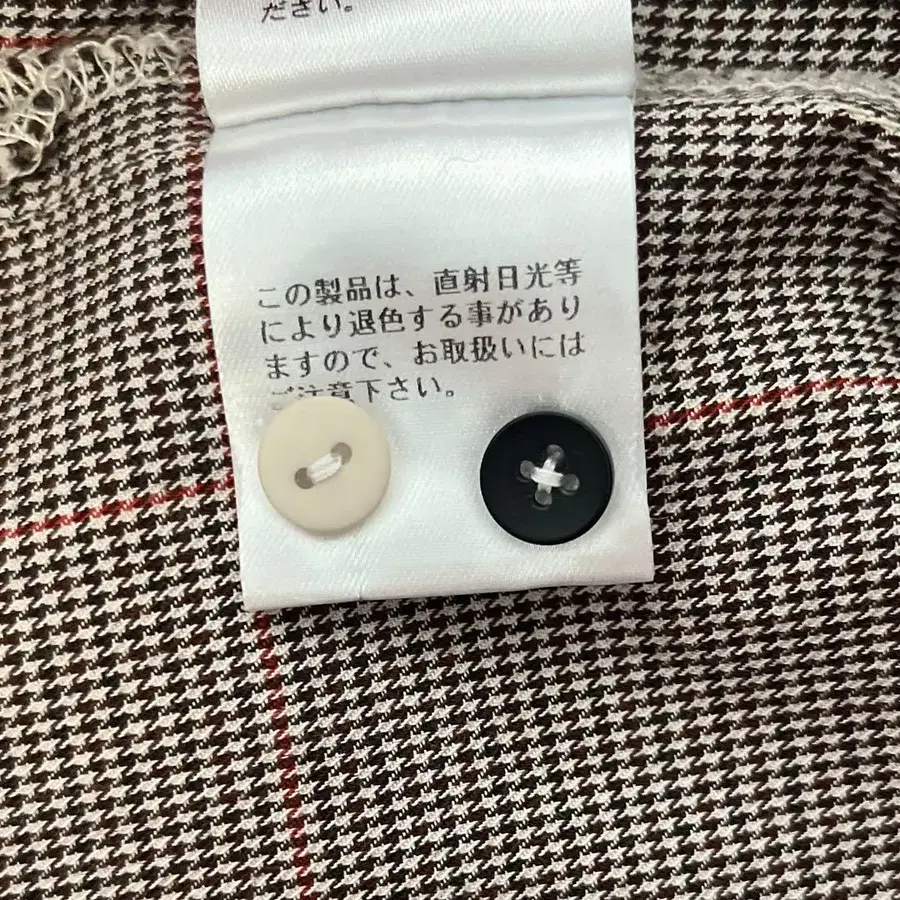 ださい。
この製品は、直射日光等
により退色する事があり
ますので、お取扱いには
ご注意下さい。